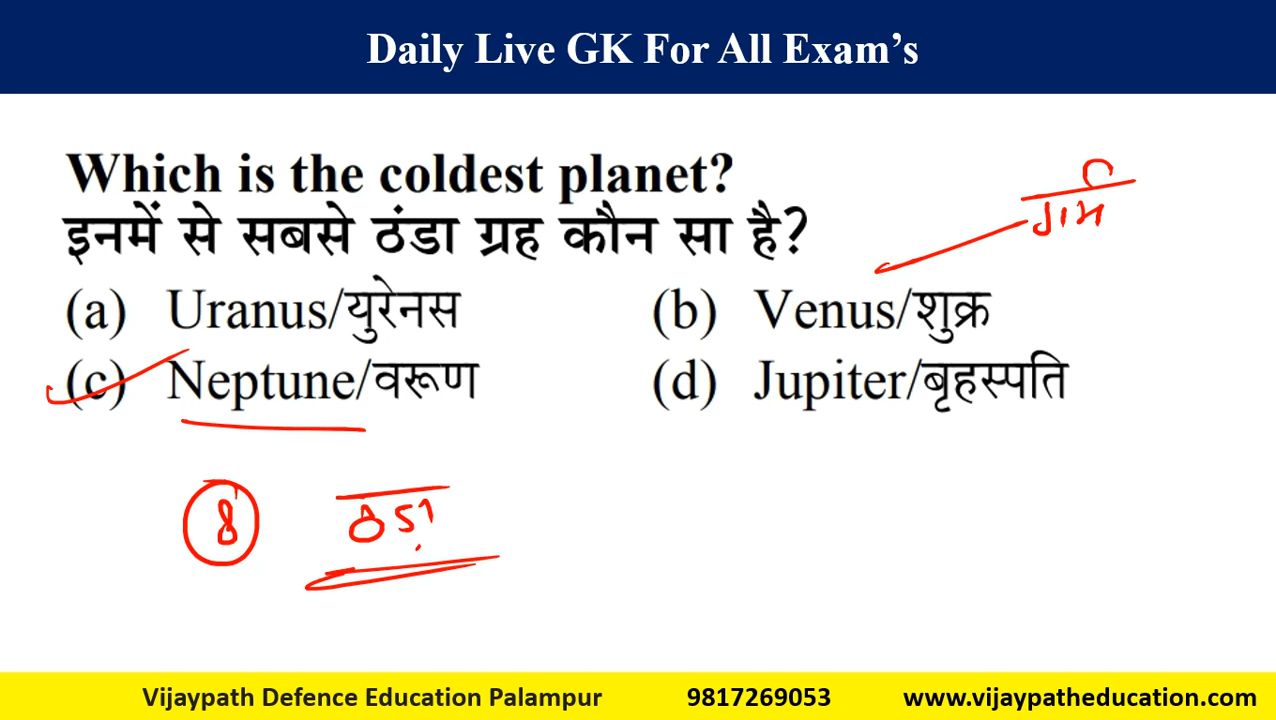 Daily Live GK For All Exam's
Which is the coldest planet?
इनमें से सबसे ठंडा ग्रह कौन सा है?
गर्म
(a) Uranus/युरेनस (b) Venus/शुक्र
(c) Neptune/वरूण (d) Jupiter/बृहस्पति
8 ठंडा
Vijaypath Defence Education Palampur 9817269053 www.vijaypatheducation.com